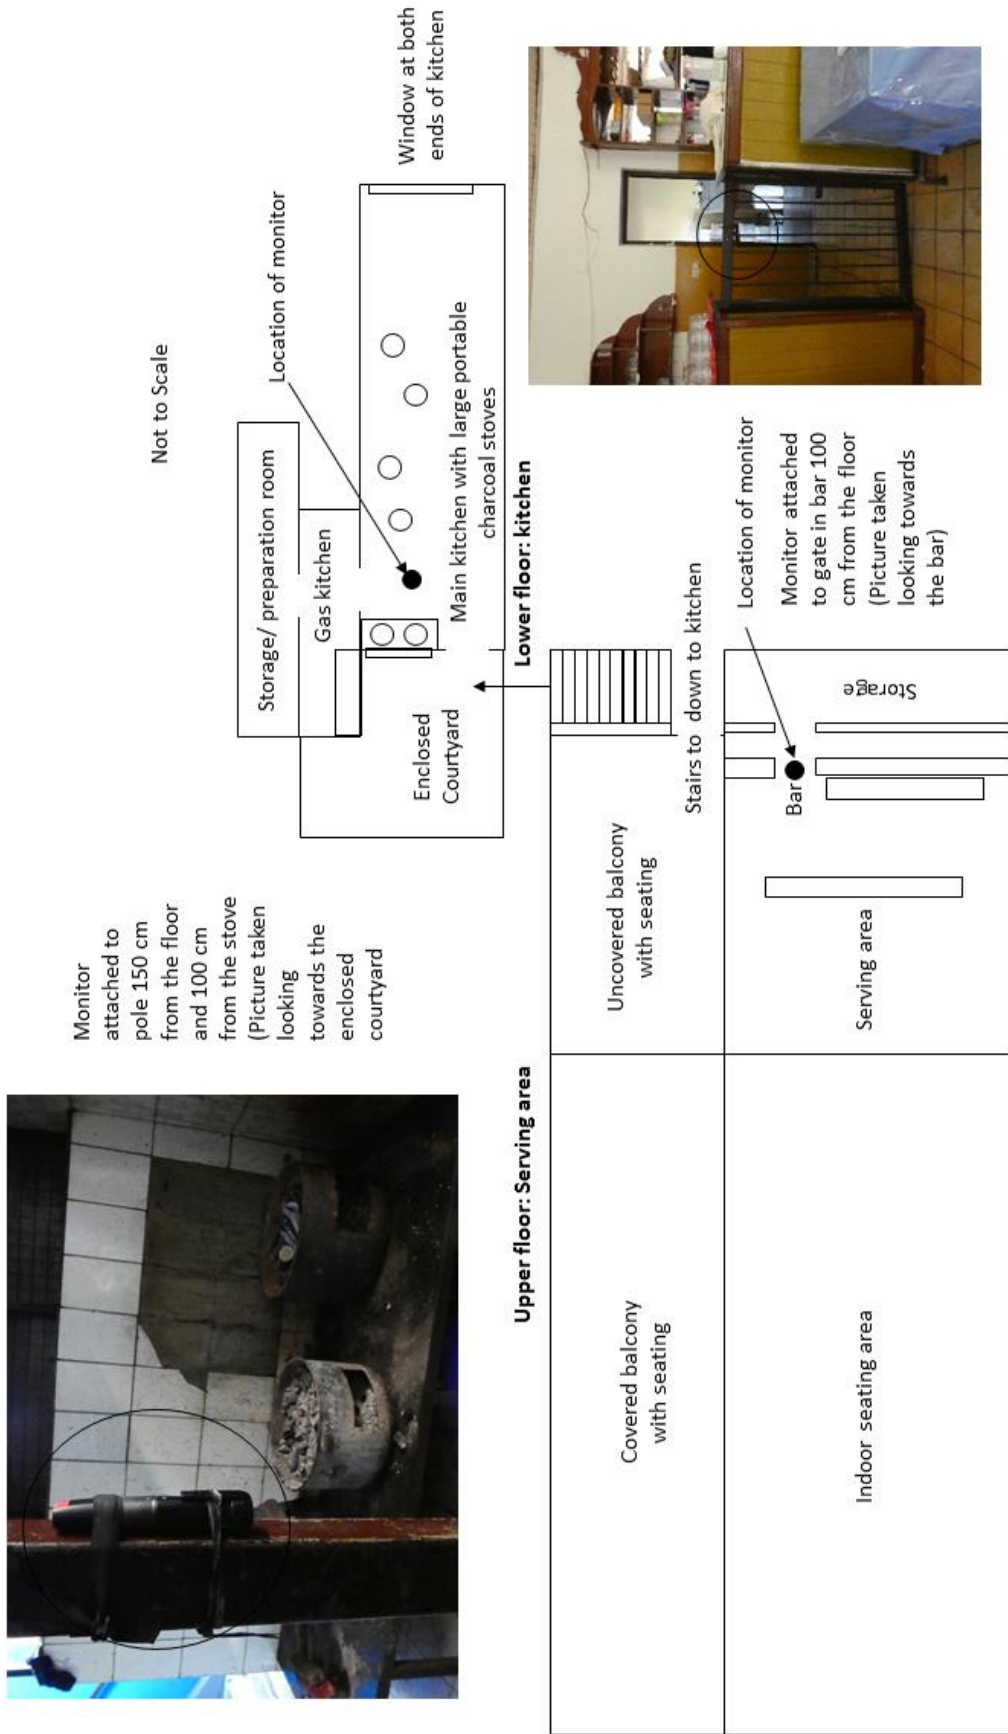 Monitor
attached to
pole 150 cm
from the floor
and 100 cm
from the stove
(Picture taken
looking
towards the
enclosed
courtyard
Not to Scale
Storage/ preparation room
Gas kitchen
Location of monitor
Window at both
ends of kitchen
Enclosed
Courtyard
Main kitchen with large portable
charcoal stoves
Lower floor: kitchen
Upper floor: Serving area
Covered balcony
with seating
Uncovered balcony
with seating
Stairs to down to kitchen
Location of monitor
Monitor attached
to gate in bar 100
cm from the floor
(Picture taken
looking towards
the bar)
Indoor seating area
Serving area
Bar
Storage